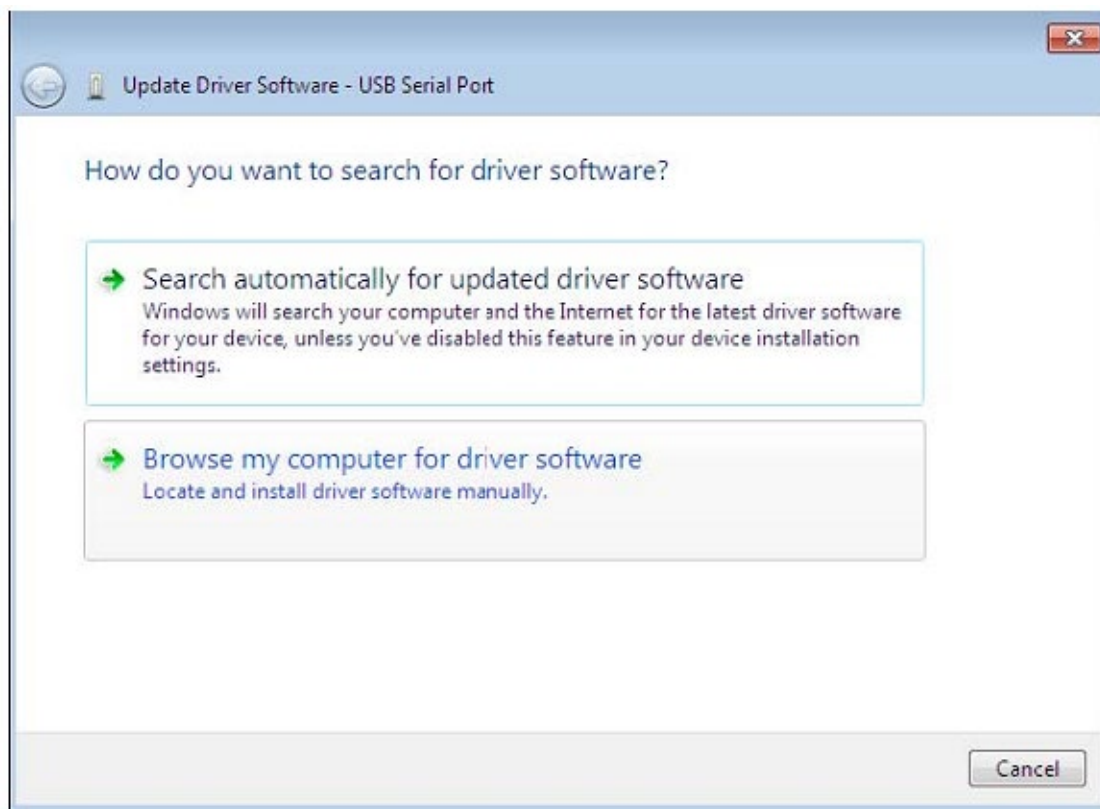 Update Driver Software - USB Serial Port
How do you want to search for driver software?
Search automatically for updated driver software
Windows will search your computer and the Internet for the latest driver software
for your device, unless you've disabled this feature in your device installation
settings.
Browse my computer for driver software
Locate and install driver software manually.
Cancel